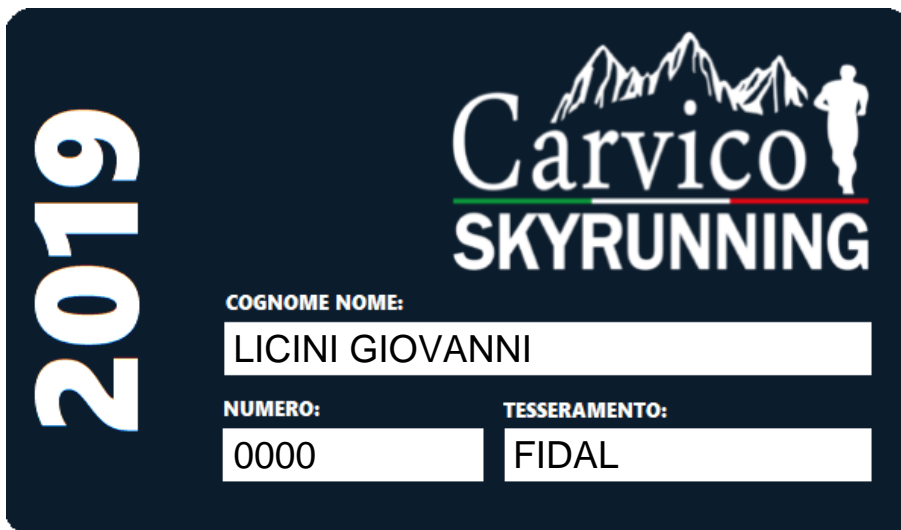 2019
Carvico
SKYRUNNING
COGNOME NOME:
LICINI GIOVANNI
NUMERO:
0000
TESSERAMENTO:
FIDAL